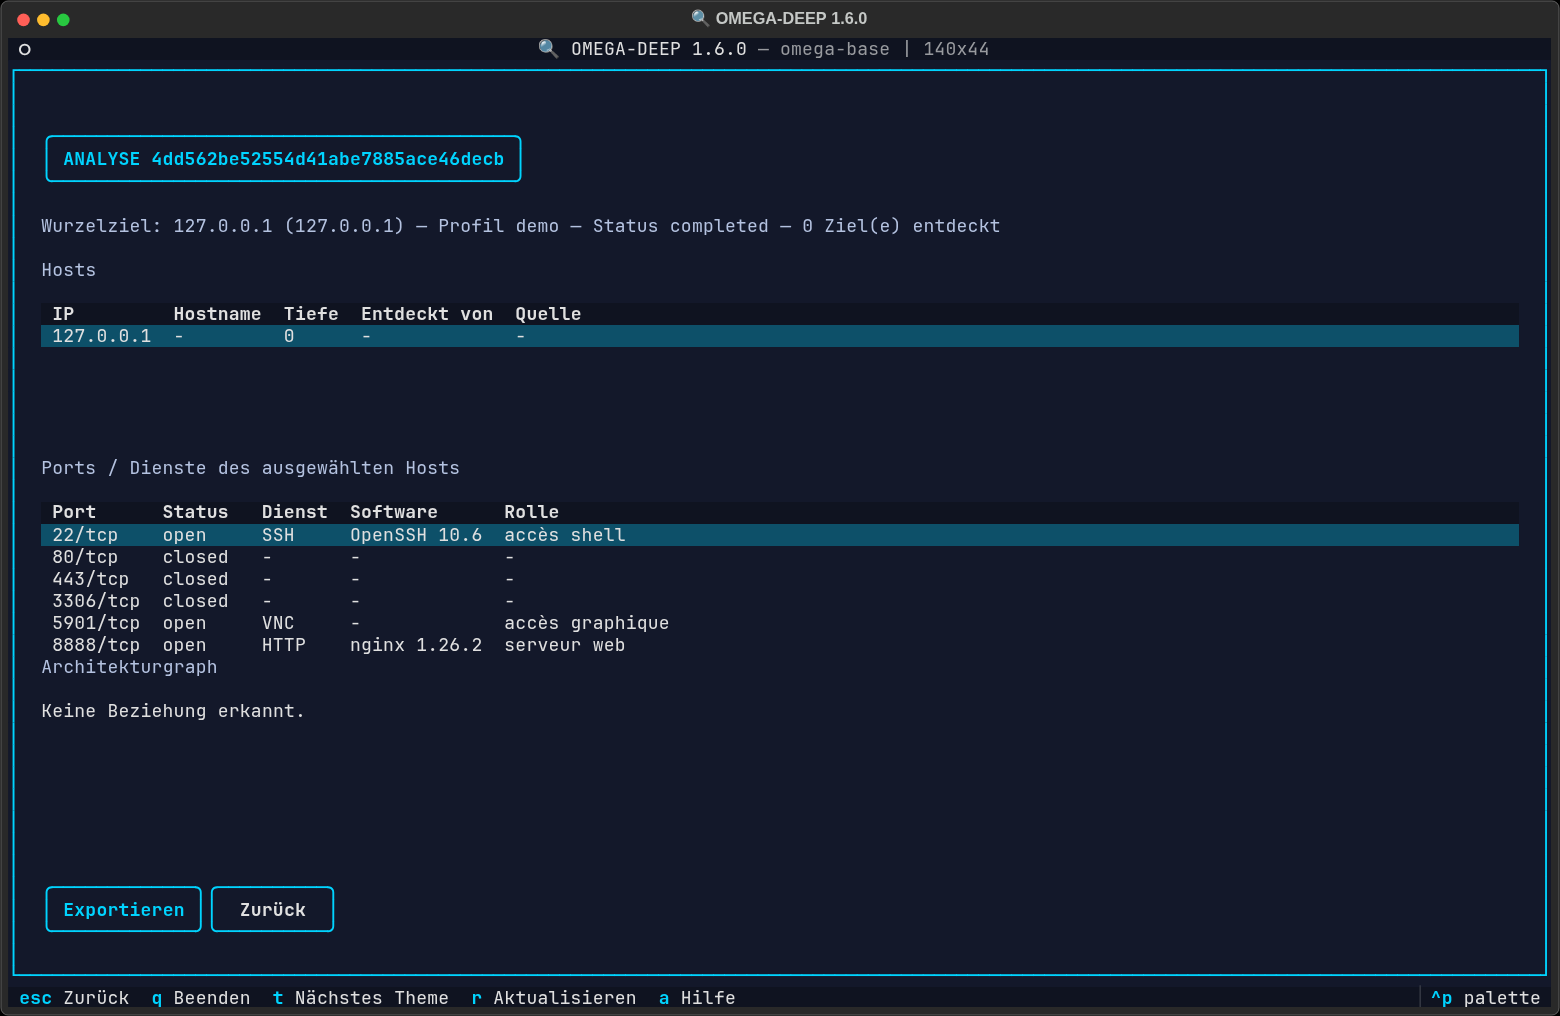 🔍 OMEGA-DEEP 1.6.0
🔍 OMEGA-DEEP 1.6.0 — omega-base | 140x44
ANALYSE 4dd562be52554d41abe7885ace46decb
Wurzelziel: 127.0.0.1 (127.0.0.1) — Profil demo — Status completed — 0 Ziel(e) entdeckt
Hosts
IP Hostname Tiefe Entdeckt von Quelle
127.0.0.1 - 0 - -
Ports / Dienste des ausgewählten Hosts
Port Status Dienst Software Rolle
22/tcp open SSH OpenSSH 10.6 accès shell
80/tcp closed - - -
443/tcp closed - - -
3306/tcp closed - - -
5901/tcp open VNC - accès graphique
8888/tcp open HTTP nginx 1.26.2 serveur web
Architekturgraph
Keine Beziehung erkannt.
Exportieren Zurück
esc Zurück q Beenden t Nächstes Theme r Aktualisieren a Hilfe ^p palette